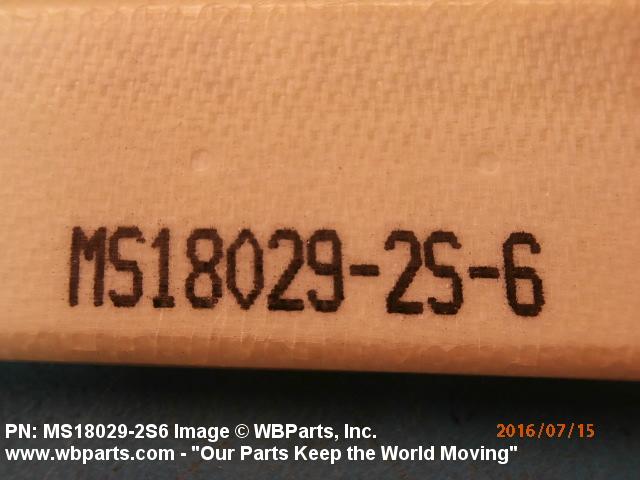 MS18029-2S-6
PN: MS18029-2S6 Image © WBParts, Inc.
2016/07/15
www.wbparts.com - "Our Parts Keep the World Moving"